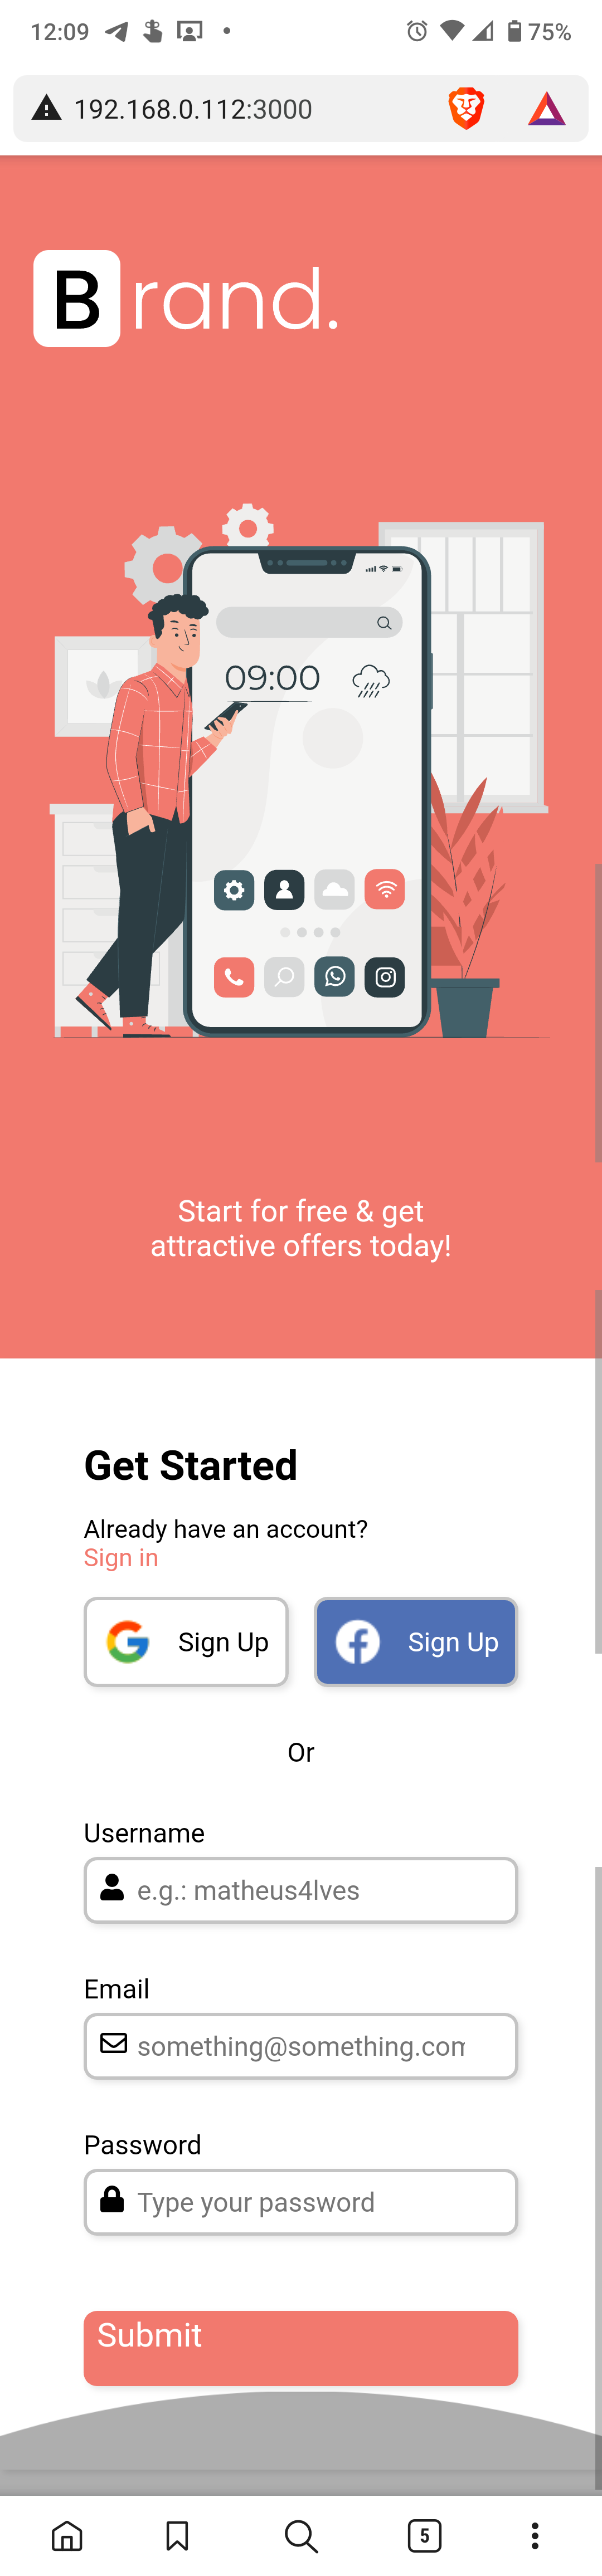 12:09
75%
192.168.0.112:3000
Brand.
09:00
Start for free & get
attractive offers today!
Get Started
Already have an account?
Sign in
Sign Up
Sign Up
Or
Username
e.g.: matheus4lves
Email
something@something.com
Password
Type your password
Submit
5